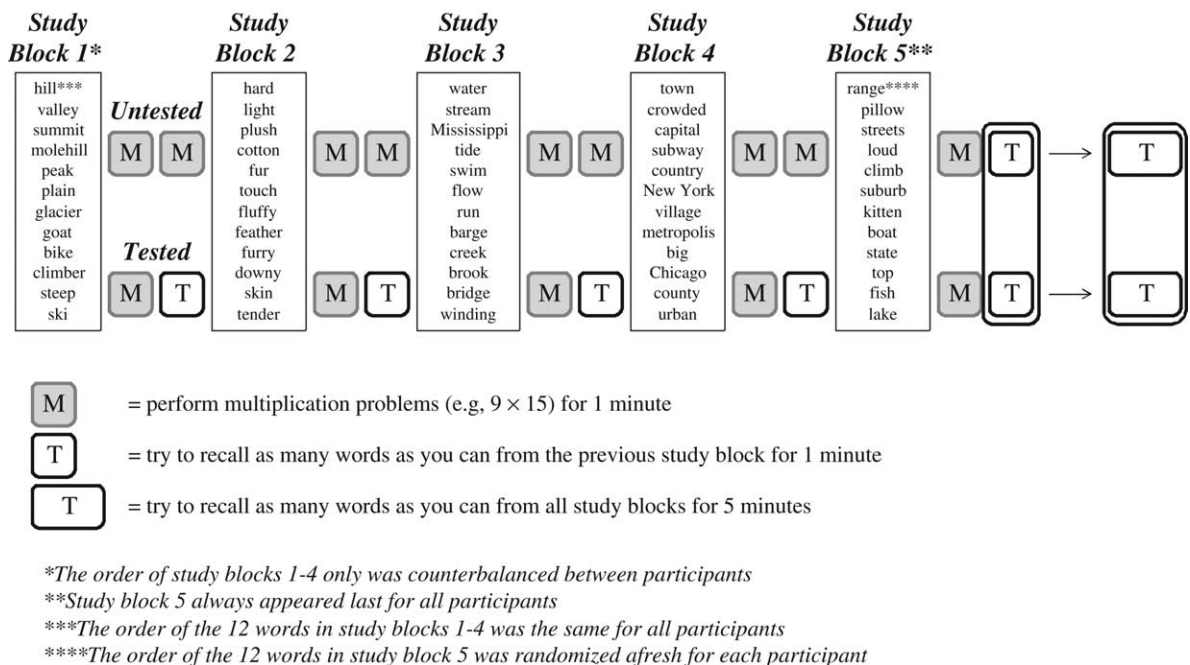 Study Block 1*
Study Block 2
Study Block 3
Study Block 4
Study Block 5**
hill***
valley
summit
molehill
peak
plain
glacier
goat
bike
climber
steep
ski
Untested
M M
Tested
M T
hard
light
plush
cotton
fur
touch
fluffy
feather
furry
downy
skin
tender
M M
M T
water
stream
Mississippi
tide
swim
flow
run
barge
creek
brook
bridge
winding
M M
M T
town
crowded
capital
subway
country
New York
village
metropolis
big
Chicago
county
urban
M M
M T
range****
pillow
streets
loud
climb
suburb
kitten
boat
state
top
fish
lake
M T
T
M T
T
M = perform multiplication problems (e.g, 9 × 15) for 1 minute
T = try to recall as many words as you can from the previous study block for 1 minute
T = try to recall as many words as you can from all study blocks for 5 minutes
*The order of study blocks 1-4 only was counterbalanced between participants
**Study block 5 always appeared last for all participants
***The order of the 12 words in study blocks 1-4 was the same for all participants
****The order of the 12 words in study block 5 was randomized afresh for each participant